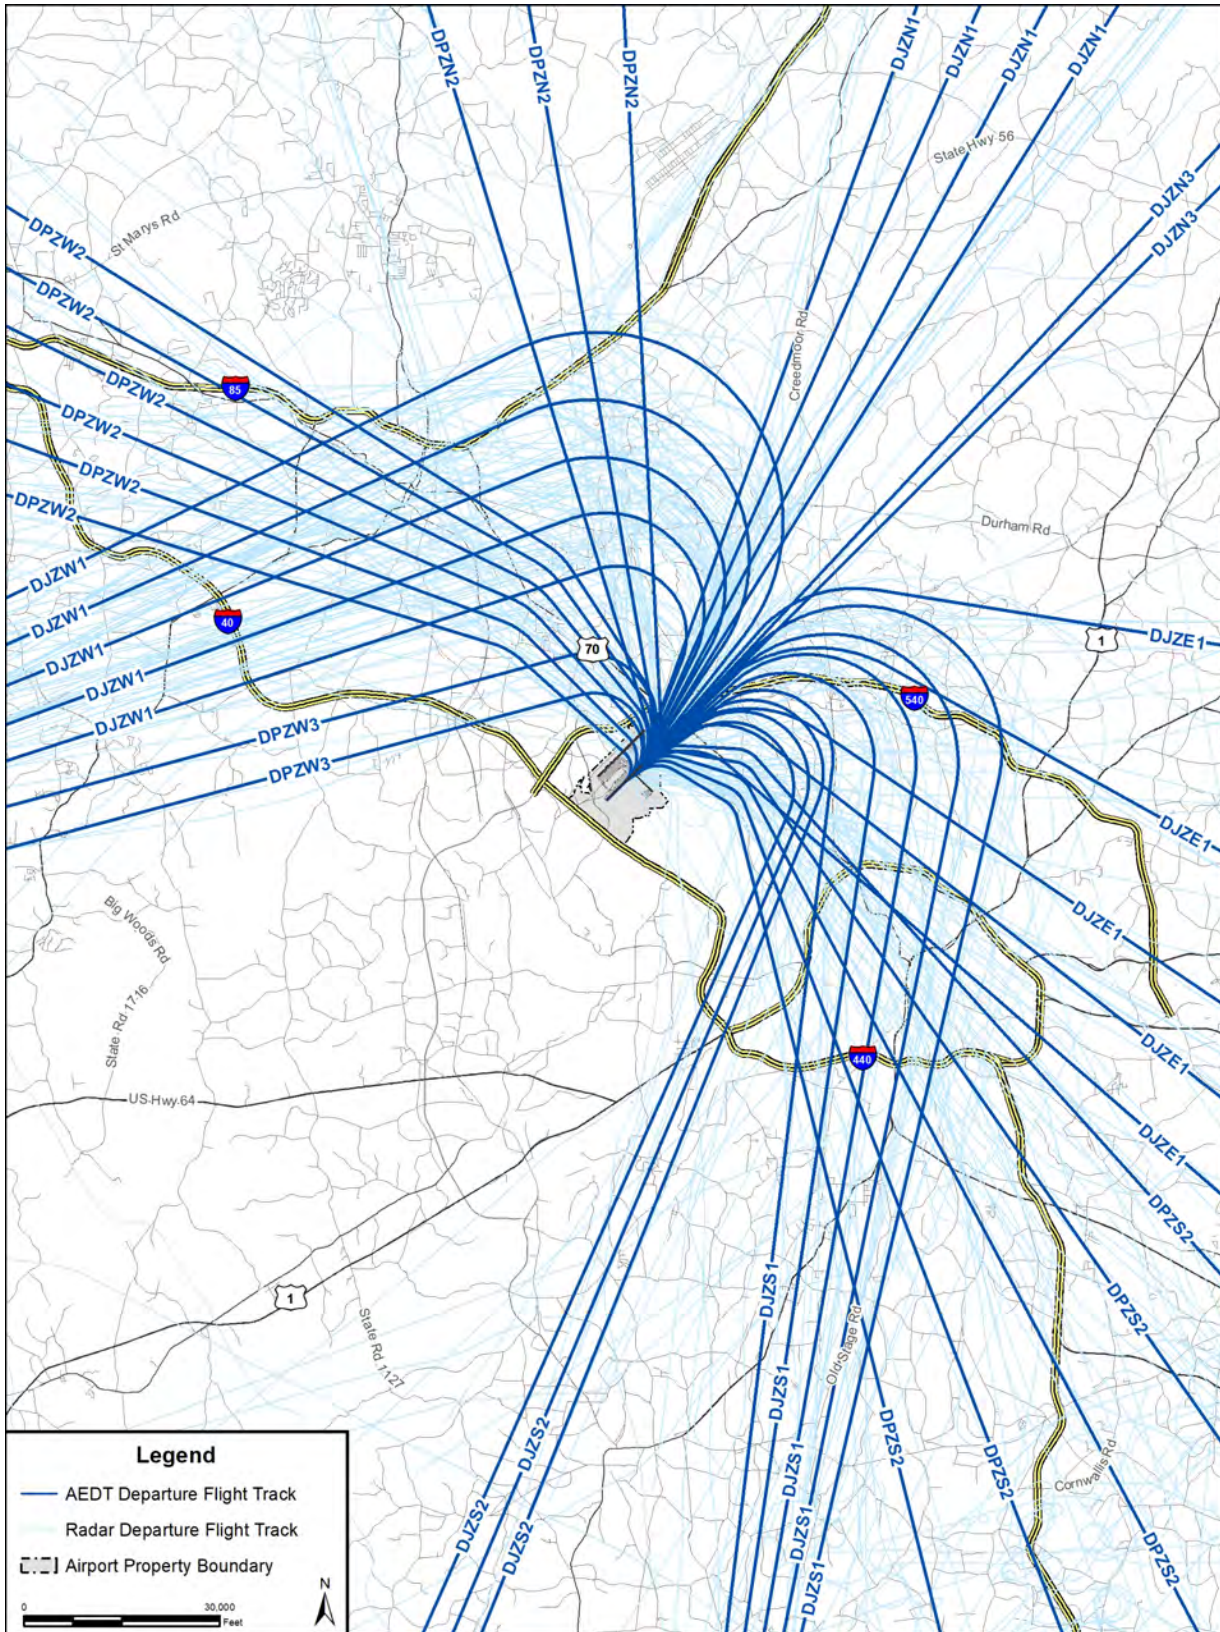 DPZN2
DPZN2
DPZN2
DJZN1
DJZN1
DJZN1
DJZN1
State Hwy 56
DJZN3
DJZN3
St Marys Rd
DPZW2
DPZW2
DPZW2
DPZW2
DPZW2
DPZW2
85
Creedmoor Rd
Durham Rd
DJZW1
DJZW1
DJZW1
DJZW1
DJZW1
40
70
1
DJZE1
540
DPZW3
DPZW3
DJZE1
DJZE1
DJZE1
DJZE1
Big Woods Rd
State Rd 1716
US Hwy 64
440
DPZS2
DPZS2
1
State Rd 1127
DJZS1
DJZS1
DJZS1
DJZS1
DJZS1
Old Stage Rd
DPZS2
DPZS2
DPZS2
Cornwallis Rd
DJZS2
DJZS2
DJZS2
Legend
AEDT Departure Flight Track
Radar Departure Flight Track
Airport Property Boundary
N
0 30,000
Feet